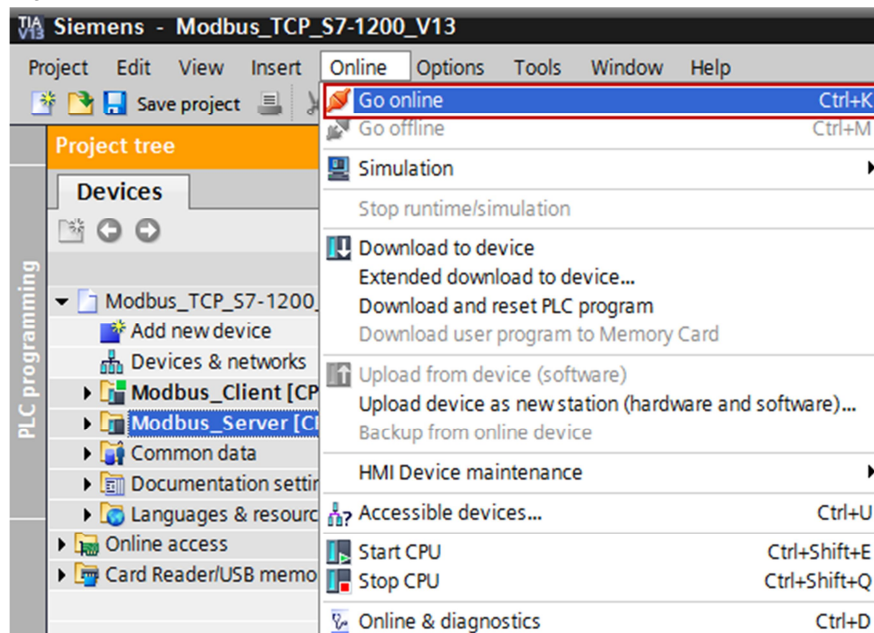 TIA V13 Siemens - Modbus_TCP_S7-1200_V13
Project Edit View Insert Online Options Tools Window Help
Save project
Go online Ctrl+K
Go offline Ctrl+M
Project tree
Simulation
Devices
Stop runtime/simulation
Download to device
Extended download to device...
Modbus_TCP_S7-1200_
Download and reset PLC program
Add new device
Download user program to Memory Card
Devices & networks
Upload from device (software)
Modbus_Client [CP
Upload device as new station (hardware and software)...
Modbus_Server [C
Backup from online device
Common data
HMI Device maintenance
Documentation settin
Languages & resourc
Accessible devices... Ctrl+U
Online access
Start CPU Ctrl+Shift+E
Card Reader/USB memo
Stop CPU Ctrl+Shift+Q
Online & diagnostics Ctrl+D
PLC programming